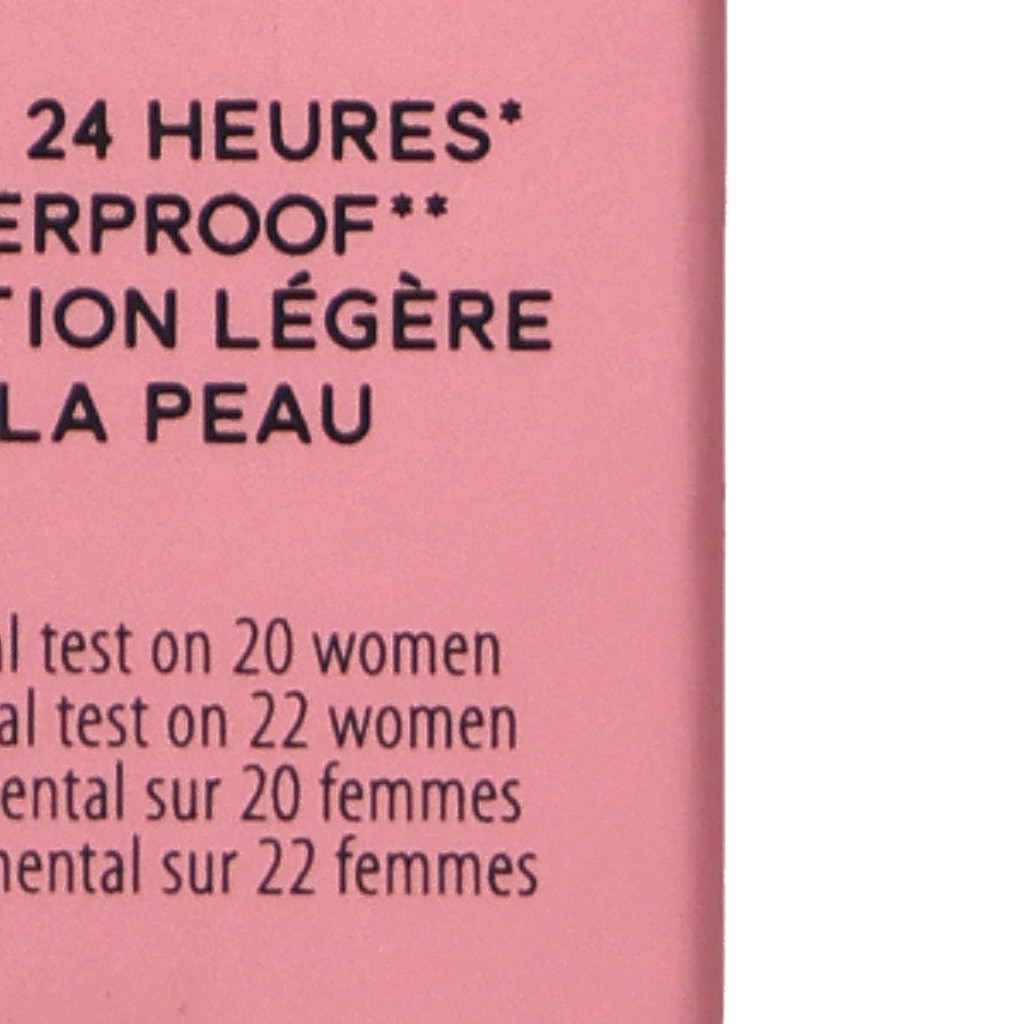 24 HEURES*
ERPROOF**
TION LÉGÈRE
LA PEAU
al test on 20 women
al test on 22 women
ental sur 20 femmes
mental sur 22 femmes